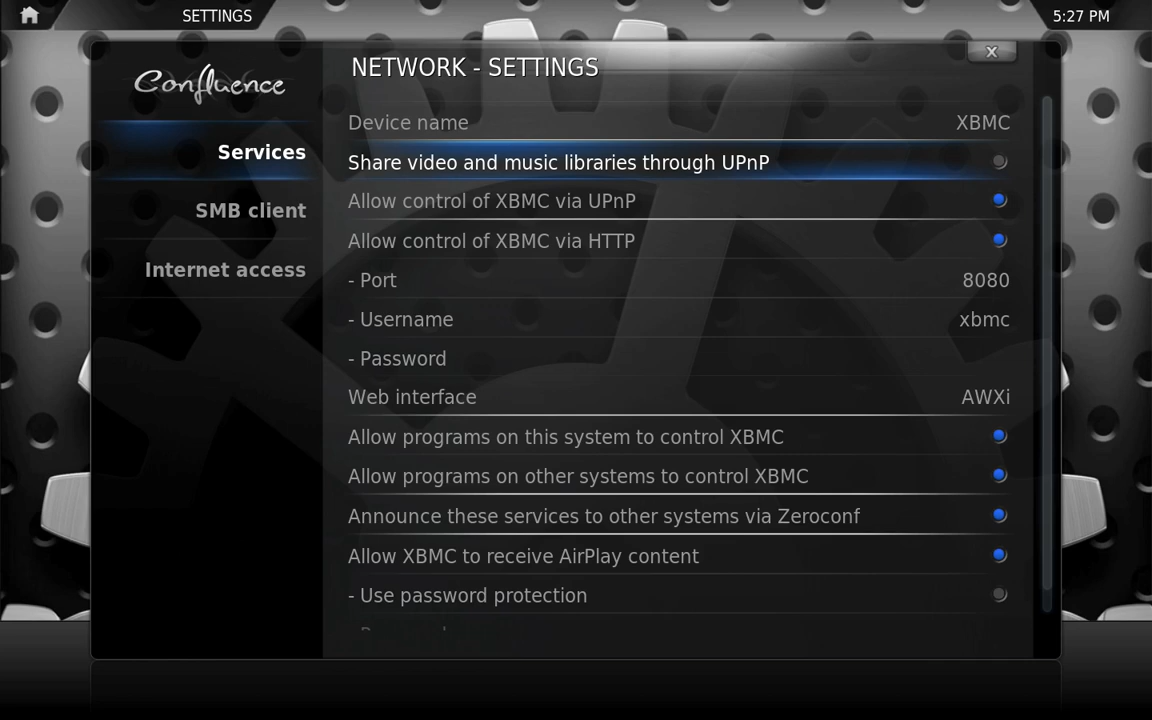 SETTINGS
5:27 PM
X
NETWORK - SETTINGS
Confluence
Services
SMB client
Internet access
Device name XBMC
Share video and music libraries through UPnP
Allow control of XBMC via UPnP
Allow control of XBMC via HTTP
- Port 8080
- Username xbmc
- Password
Web interface AWXi
Allow programs on this system to control XBMC
Allow programs on other systems to control XBMC
Announce these services to other systems via Zeroconf
Allow XBMC to receive AirPlay content
- Use password protection